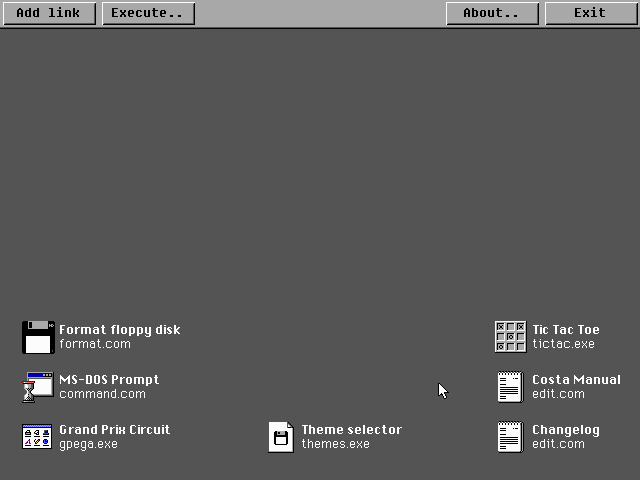 Add link
Execute..
About..
Exit
Format floppy disk
format.com
Tic Tac Toe
tictac.exe
MS-DOS Prompt
command.com
Costa Manual
edit.com
Grand Prix Circuit
gpega.exe
Theme selector
themes.exe
Changelog
edit.com